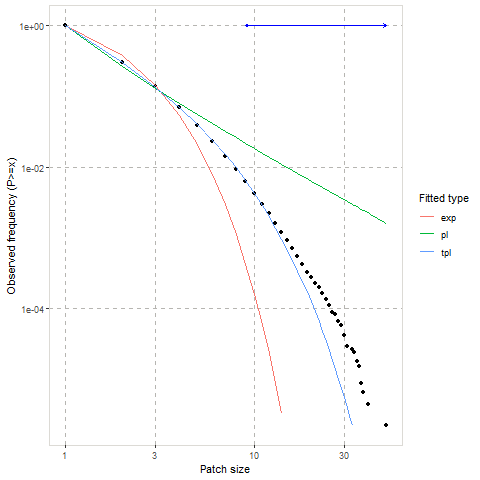 1e+00
1e-02
1e-04
Observed frequency (P>=x)
1
3
10
30
Patch size
Fitted type
exp
pl
tpl